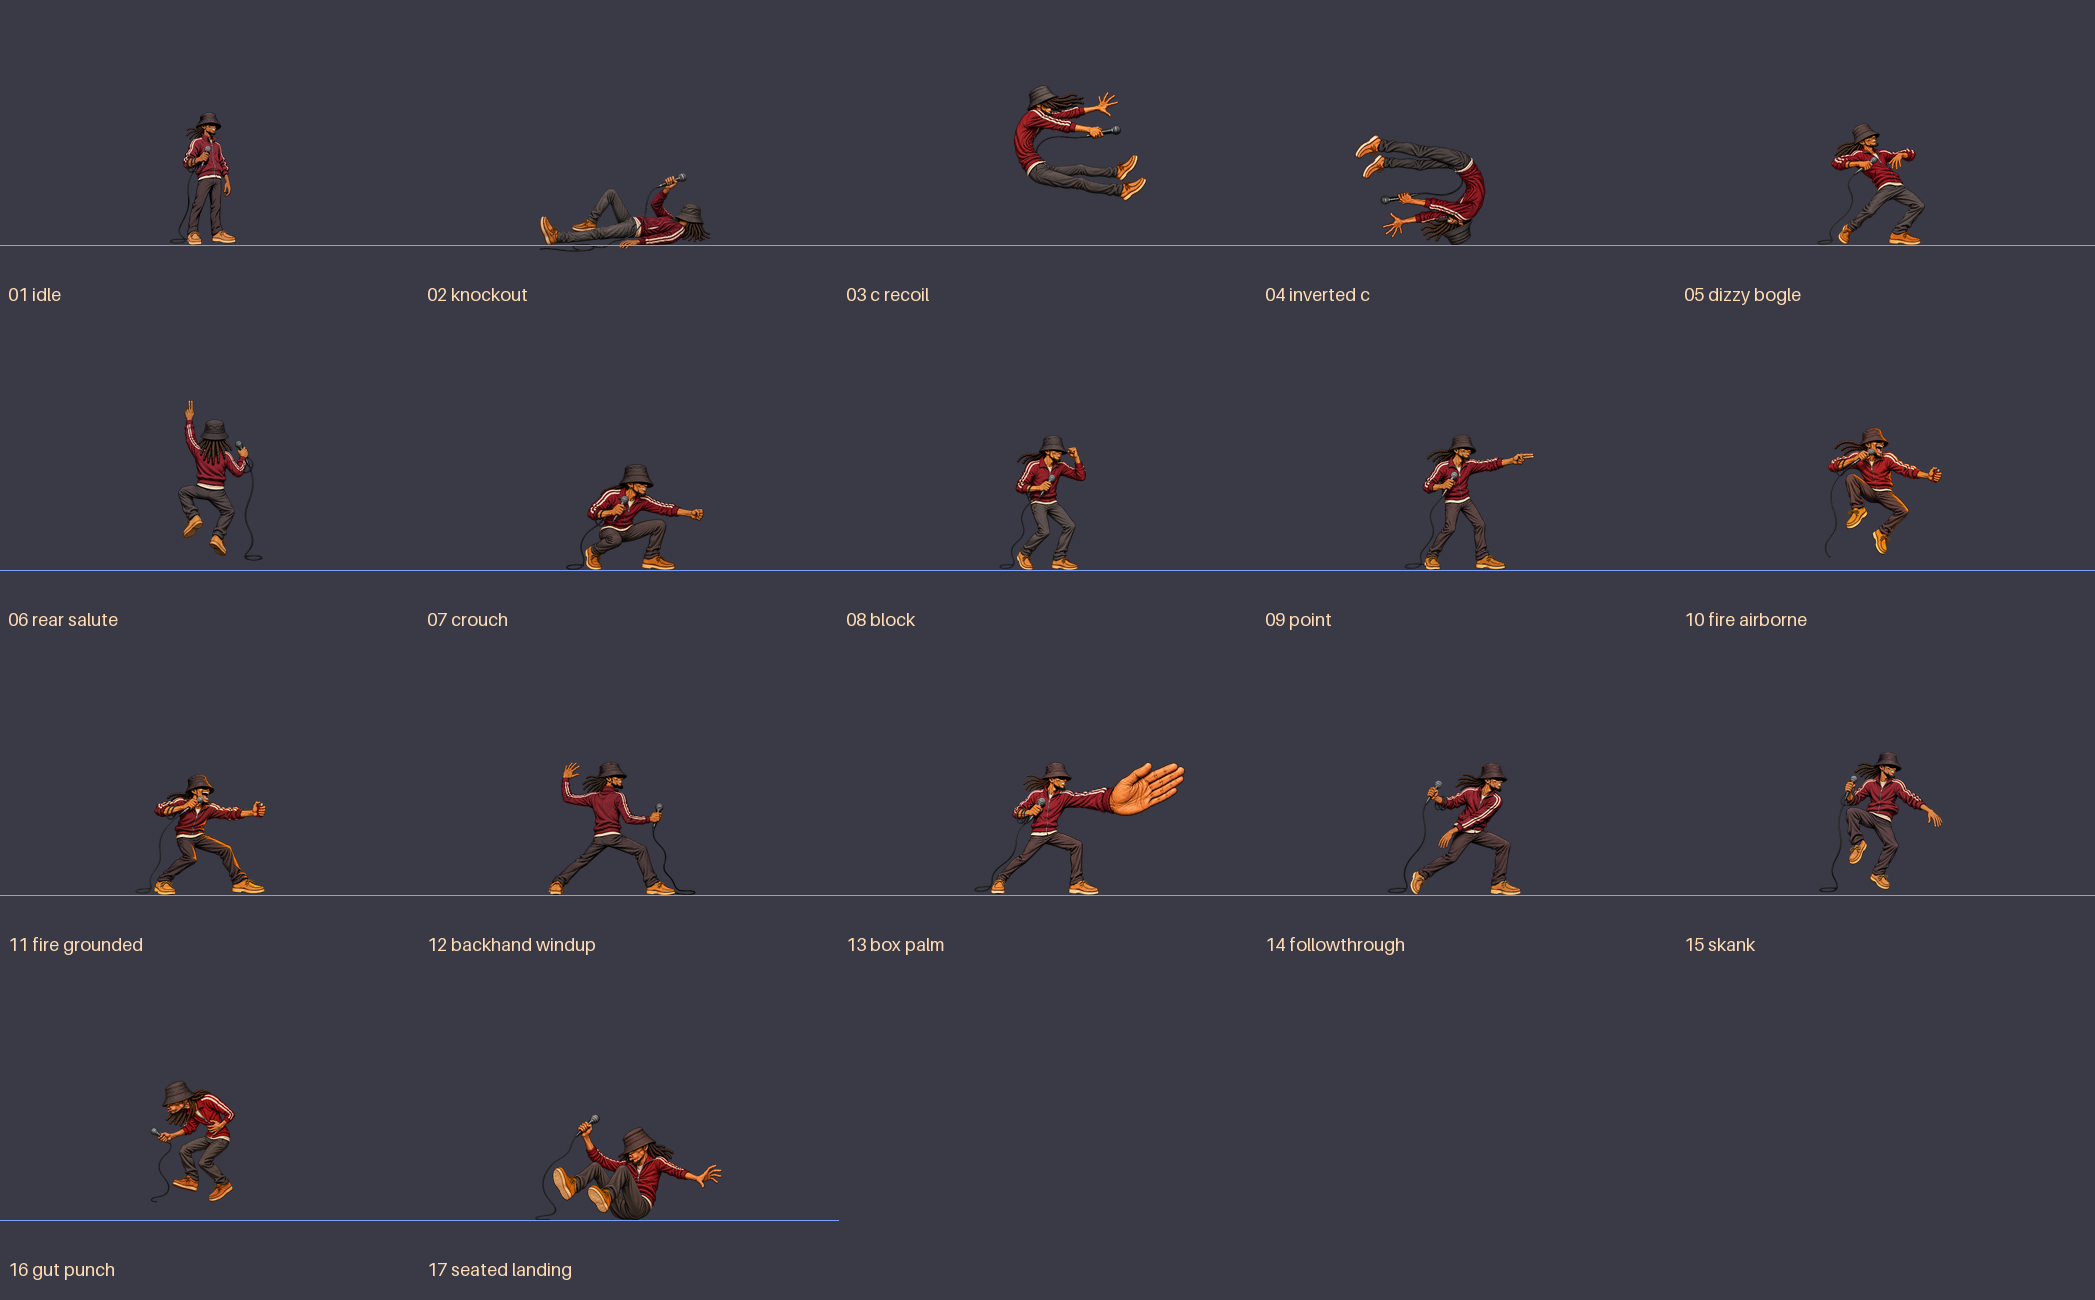 01 idle
02 knockout
03 c recoil
04 inverted c
05 dizzy bogle
06 rear salute
07 crouch
08 block
09 point
10 fire airborne
11 fire grounded
12 backhand windup
13 box palm
14 followthrough
15 skank
16 gut punch
17 seated landing